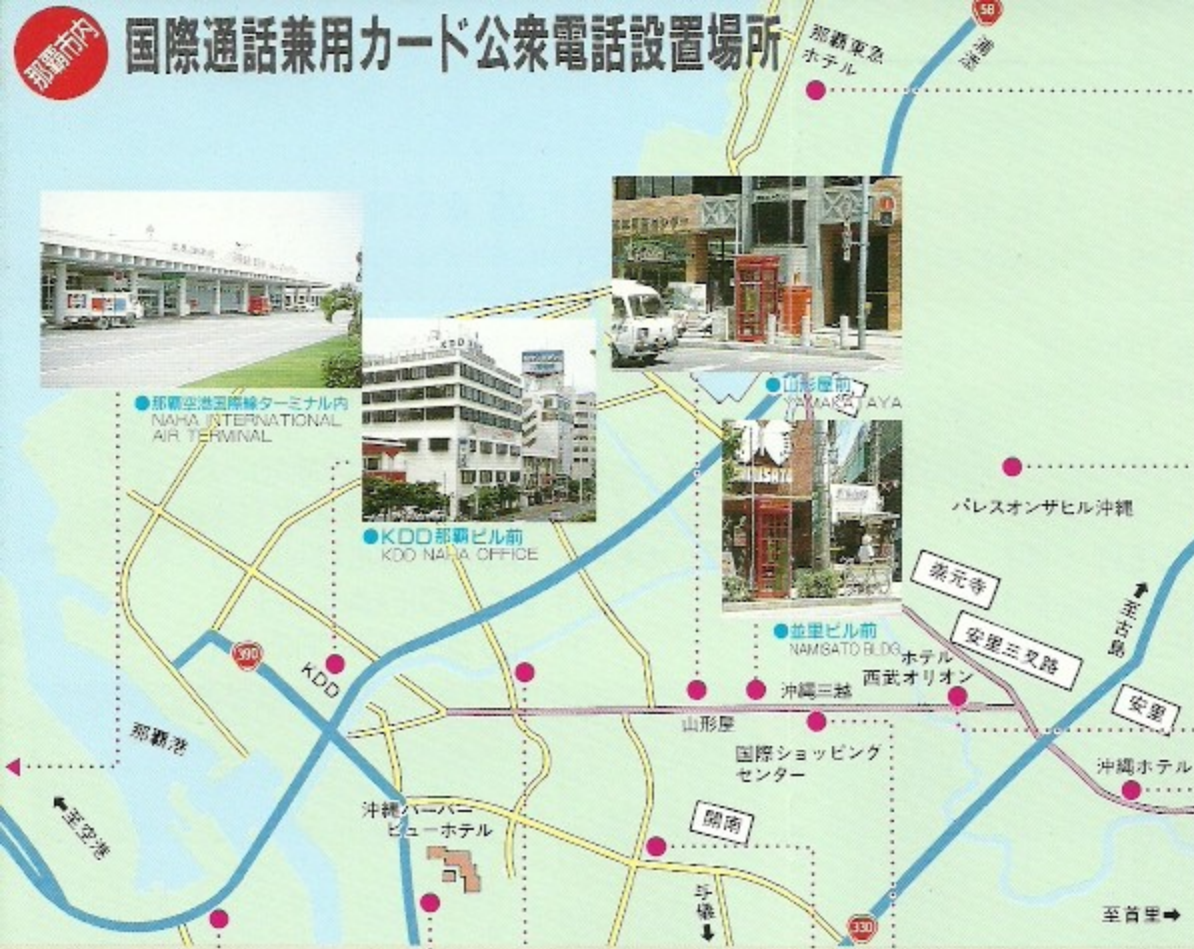 那覇市内
国際通話兼用カード公衆電話設置場所
那覇東急
ホテル
58
浦添
●那覇空港国際線ターミナル内
NAHA INTERNATIONAL
AIR TERMINAL
●山形屋前
YAMAKATAYA
●KDD那覇ビル前
KDD NAHA OFFICE
パレスオンザヒル沖縄
●並里ビル前
NAMISATO BLDG.
ホテル
西武オリオン
安里三叉路
至古島
安里
390
KDD
沖縄三越
山形屋
国際ショッピング
センター
沖縄ホテル
那覇港
至空港
沖縄ハーバー
ビューホテル
開南
与儀
330
至首里